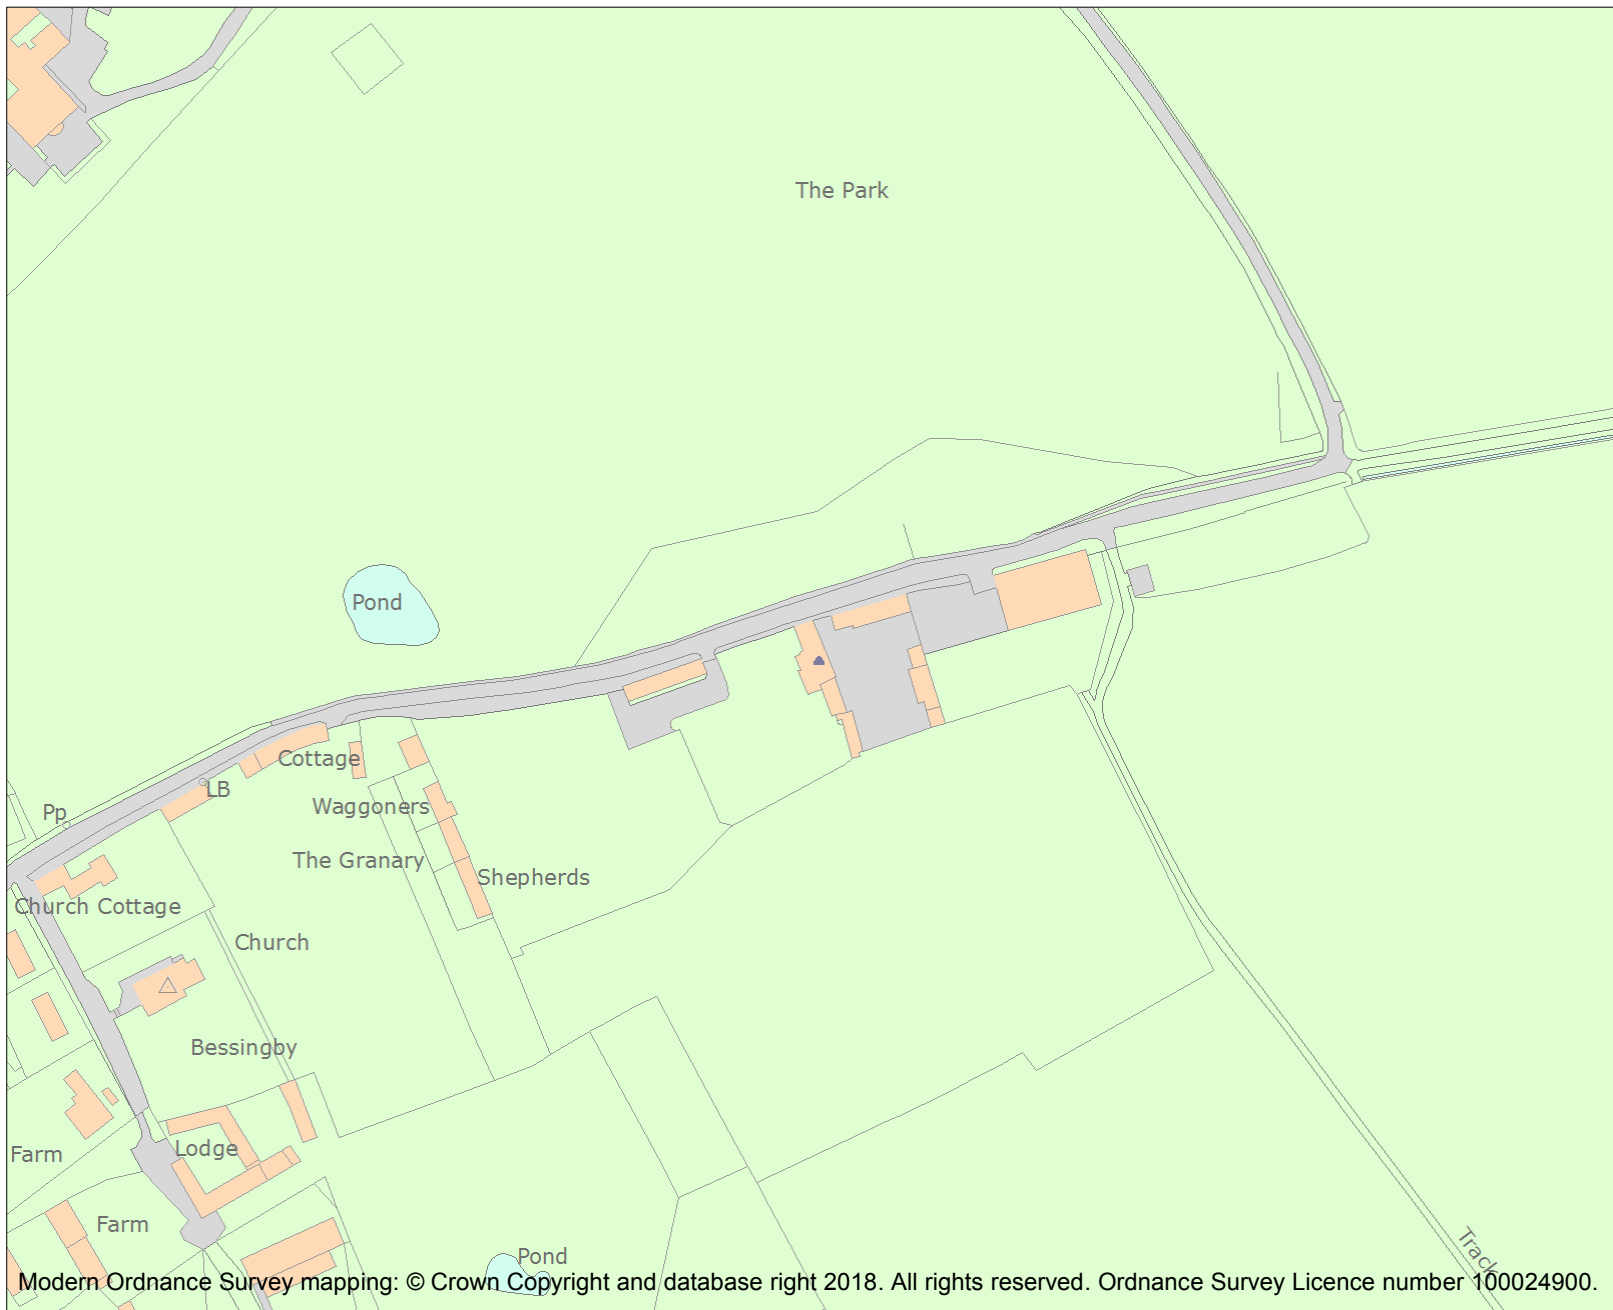 The Park
Pond
Cottage
LB
Pp
Waggoners
The Granary
Shepherds
Church Cottage
Church
Bessingby
Lodge
Farm
Farm
Pond
Track
Modern Ordnance Survey mapping: © Crown Copyright and database right 2018. All rights reserved. Ordnance Survey Licence number 100024900.